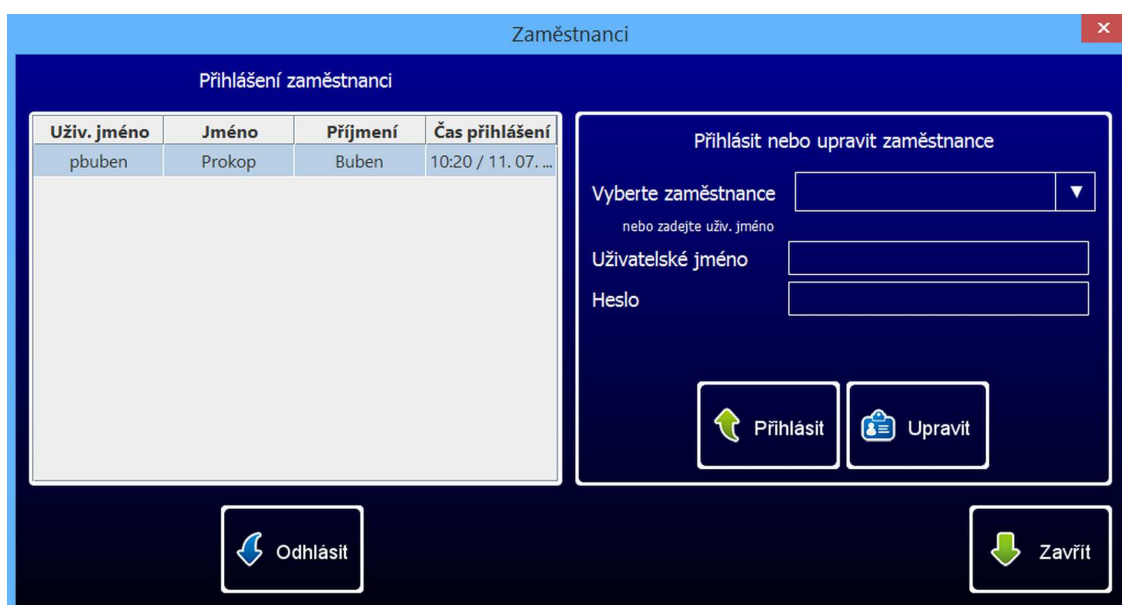 Zaměstnanci
Přihlášení zaměstnanci
Uživ. jméno Jméno Příjmení Čas přihlášení
pbuben Prokop Buben 10:20 / 11. 07. ...
Přihlásit nebo upravit zaměstnance
Vyberte zaměstnance
nebo zadejte uživ. jméno
Uživatelské jméno
Heslo
Přihlásit Upravit
Odhlásit Zavřít